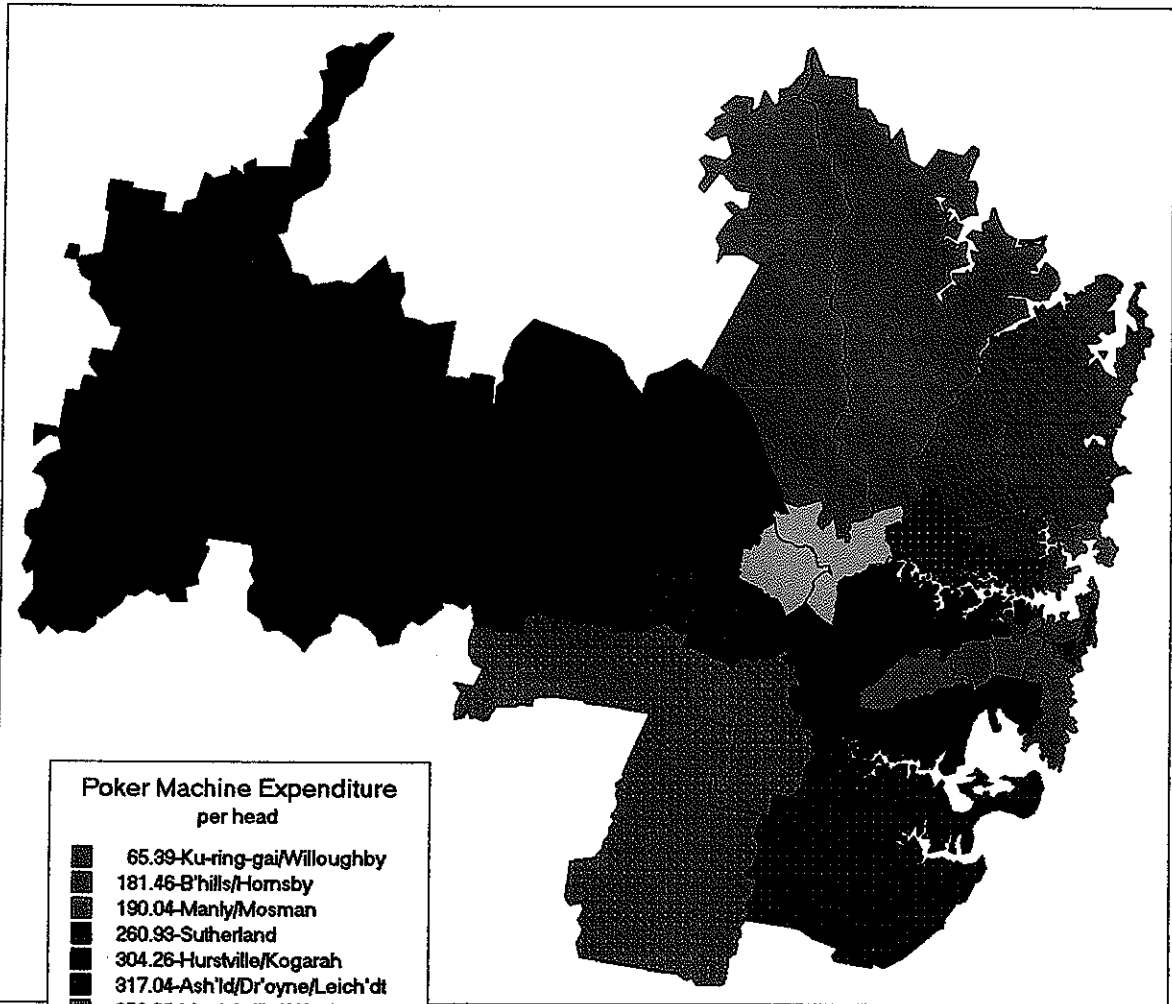 Poker Machine Expenditure
per head
65.39-Ku-ring-gai/Willoughby
181.46-B'hills/Hornsby
190.04-Manly/Mosman
260.93-Sutherland
304.26-Hurstville/Kogarah
317.04-Ash'ld/Dr'oyne/Leich'dt